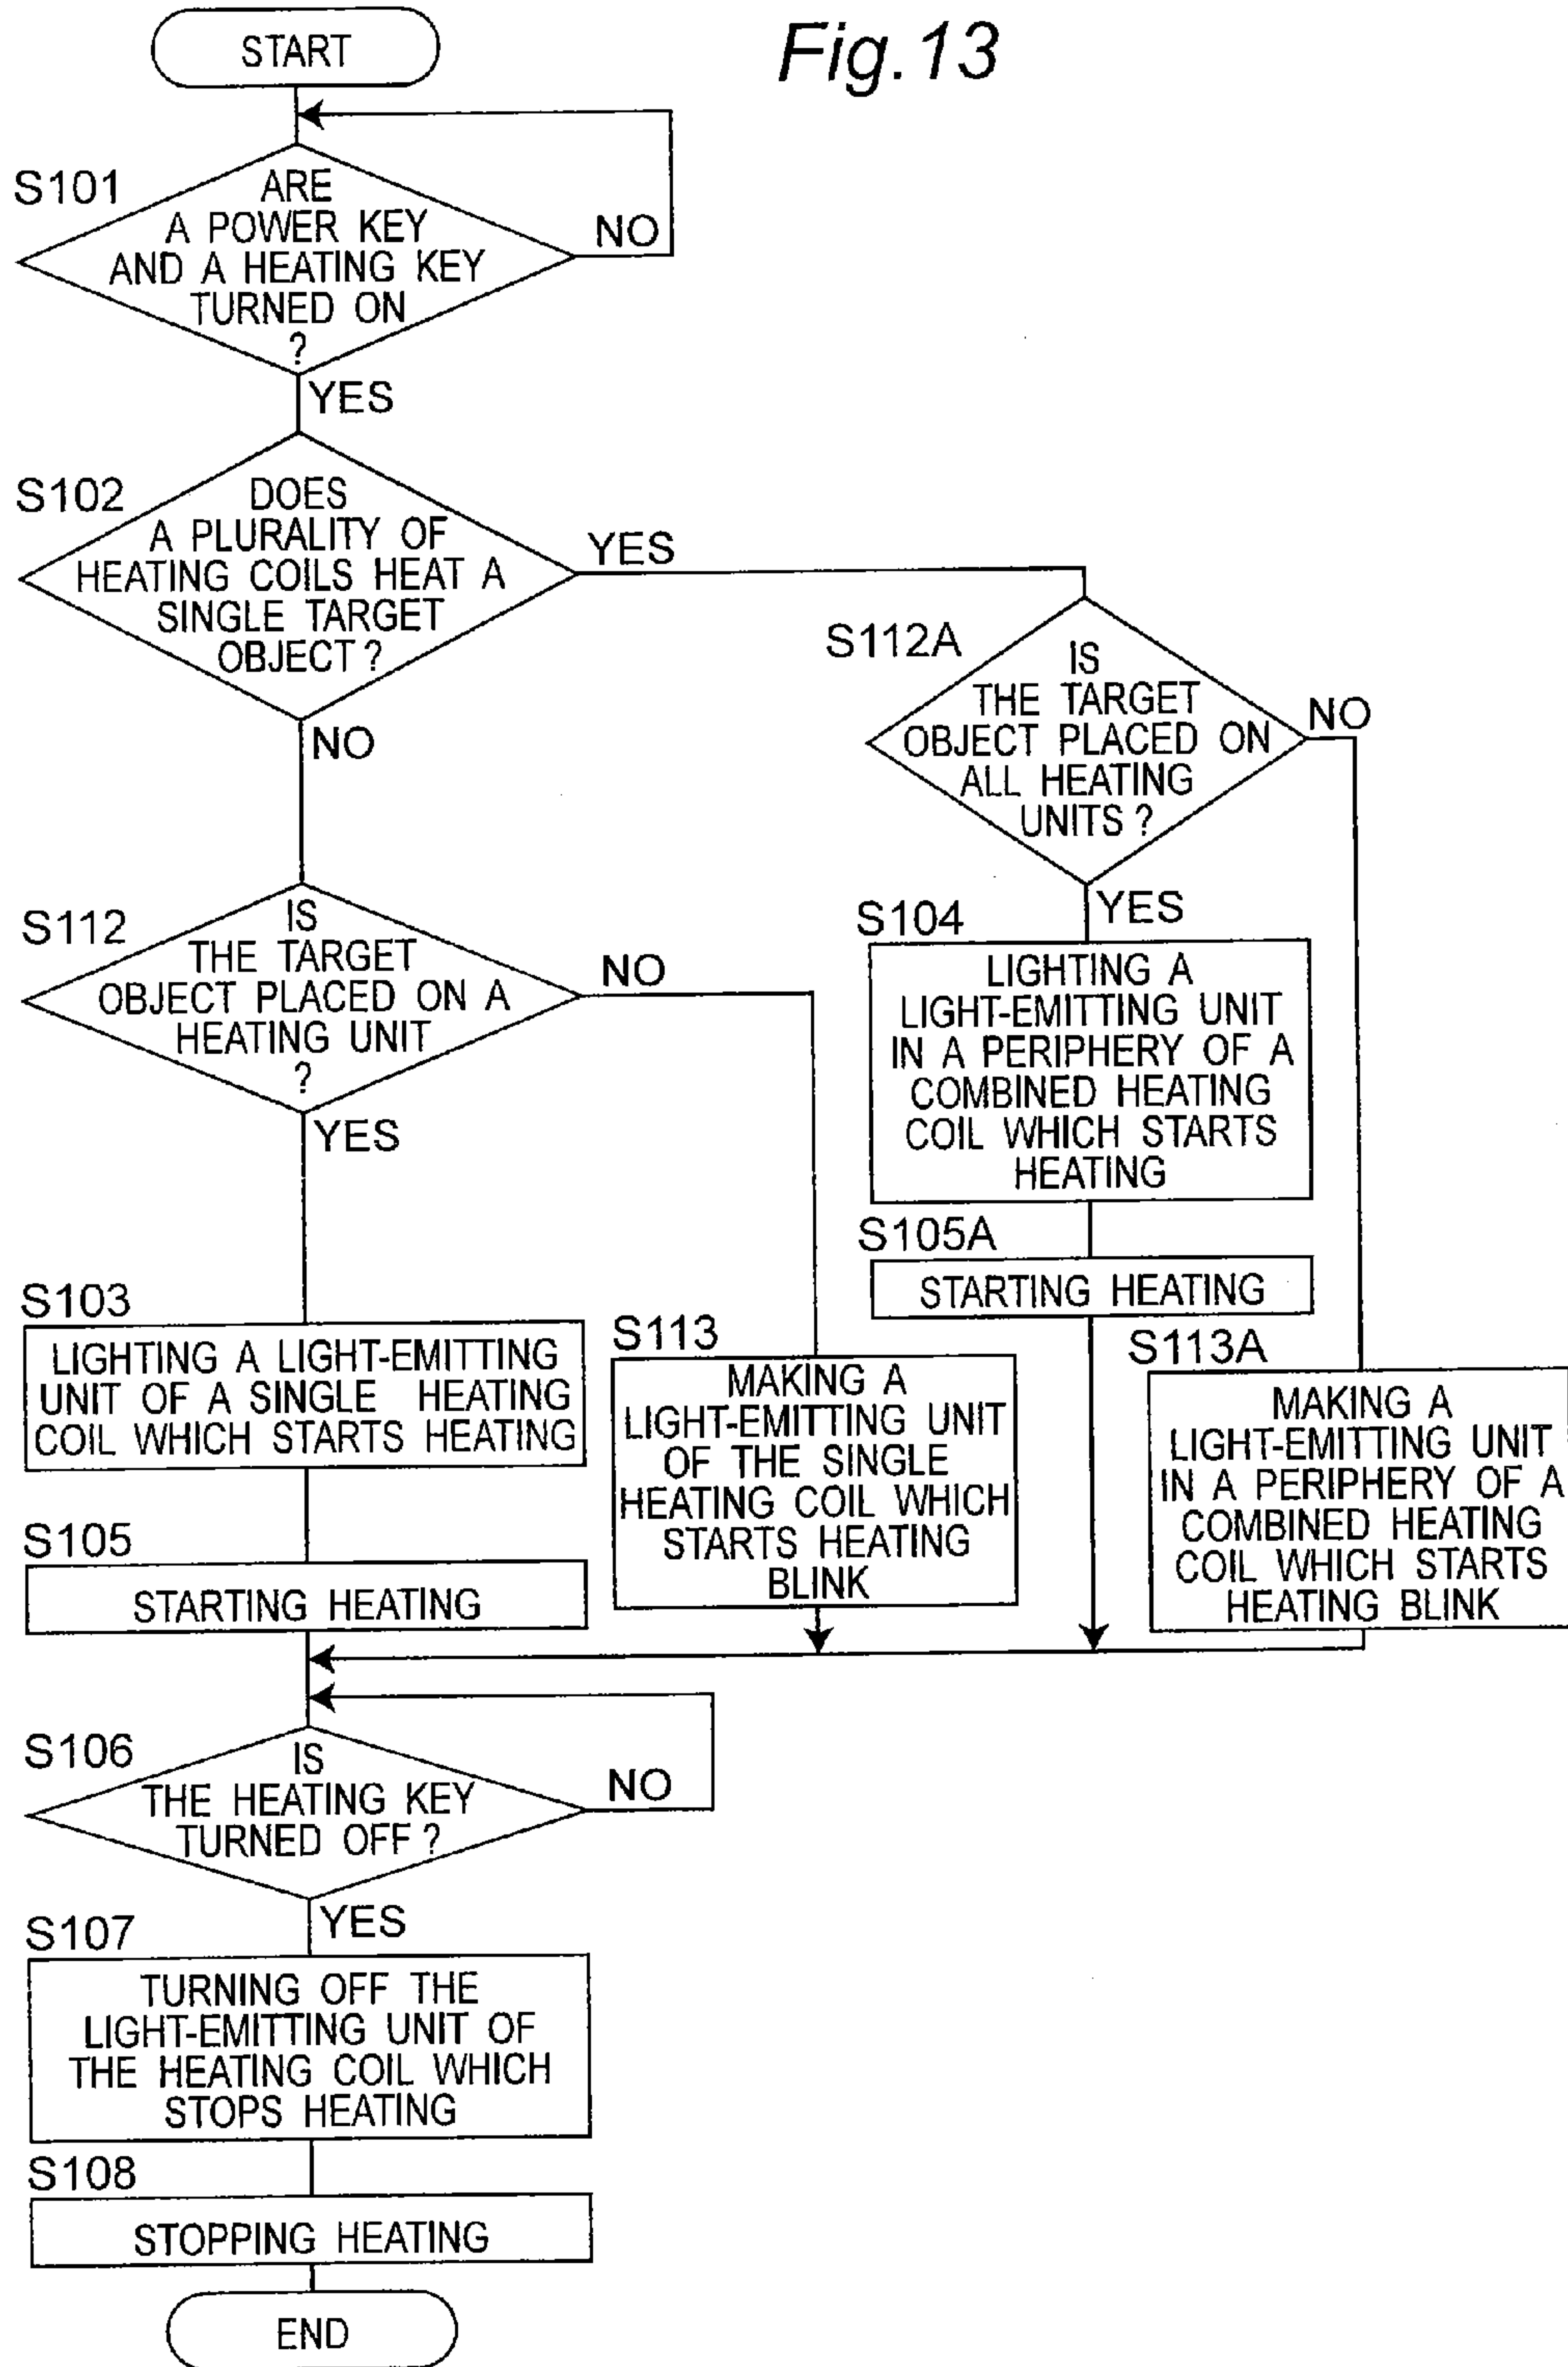 Fig.13
START
S101
ARE
A POWER KEY
AND A HEATING KEY
TURNED ON
?
NO
YES
S102
DOES
A PLURALITY OF
HEATING COILS HEAT A
SINGLE TARGET
OBJECT ?
YES
NO
S112A
IS
THE TARGET
OBJECT PLACED ON
ALL HEATING
UNITS ?
NO
YES
S112
IS
THE TARGET
OBJECT PLACED ON A
HEATING UNIT
?
NO
YES
S104
LIGHTING A
LIGHT-EMITTING UNIT
IN A PERIPHERY OF A
COMBINED HEATING
COIL WHICH STARTS
HEATING
S105A
STARTING HEATING
S103
LIGHTING A LIGHT-EMITTING
UNIT OF A SINGLE HEATING
COIL WHICH STARTS HEATING
S113
MAKING A
LIGHT-EMITTING UNIT
OF THE SINGLE
HEATING COIL WHICH
STARTS HEATING
BLINK
S113A
MAKING A
LIGHT-EMITTING UNIT
IN A PERIPHERY OF A
COMBINED HEATING
COIL WHICH STARTS
HEATING BLINK
S105
STARTING HEATING
S106
IS
THE HEATING KEY
TURNED OFF ?
NO
YES
S107
TURNING OFF THE
LIGHT-EMITTING UNIT OF
THE HEATING COIL WHICH
STOPS HEATING
S108
STOPPING HEATING
END